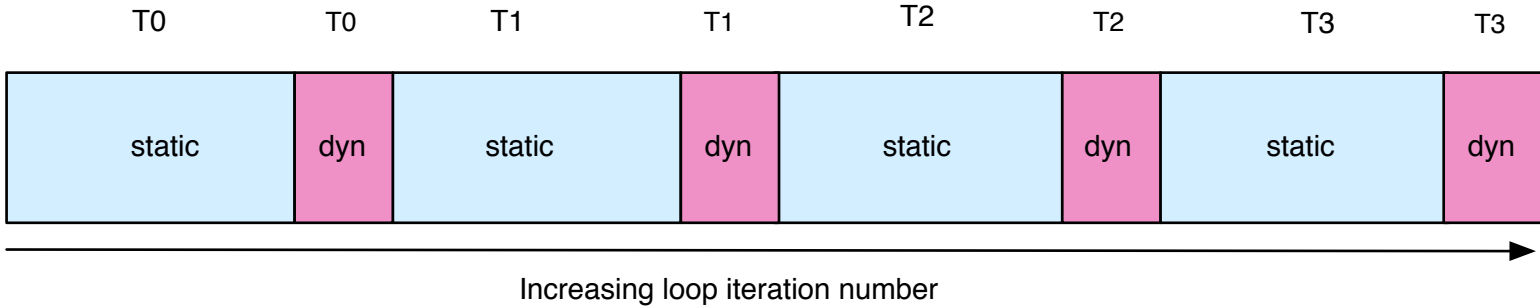 T0 T0 T1 T1 T2 T2 T3 T3
static dyn static dyn static dyn static dyn
Increasing loop iteration number